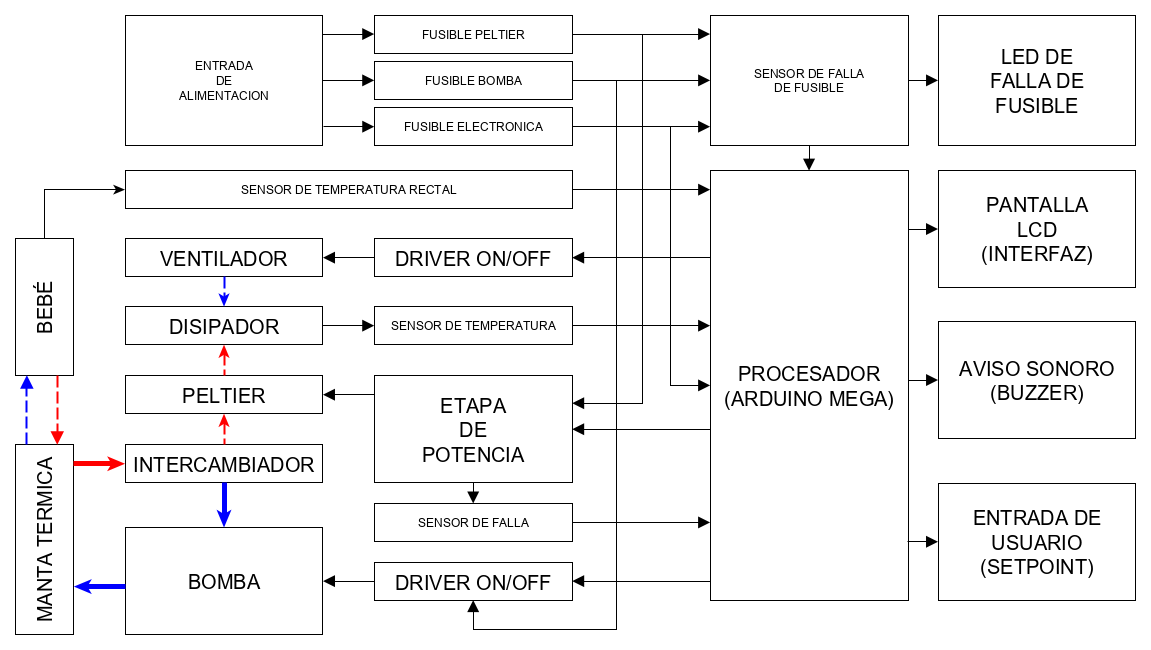 ENTRADA
DE
ALIMENTACION
FUSIBLE PELTIER
FUSIBLE BOMBA
FUSIBLE ELECTRONICA
SENSOR DE FALLA
DE FUSIBLE
LED DE
FALLA DE
FUSIBLE
SENSOR DE TEMPERATURA RECTAL
PANTALLA
LCD
(INTERFAZ)
BEBÉ
VENTILADOR
DRIVER ON/OFF
DISIPADOR
SENSOR DE TEMPERATURA
PROCESADOR
(ARDUINO MEGA)
AVISO SONORO
(BUZZER)
PELTIER
ETAPA
DE
POTENCIA
INTERCAMBIADOR
MANTA TERMICA
SENSOR DE FALLA
ENTRADA DE
USUARIO
(SETPOINT)
BOMBA
DRIVER ON/OFF